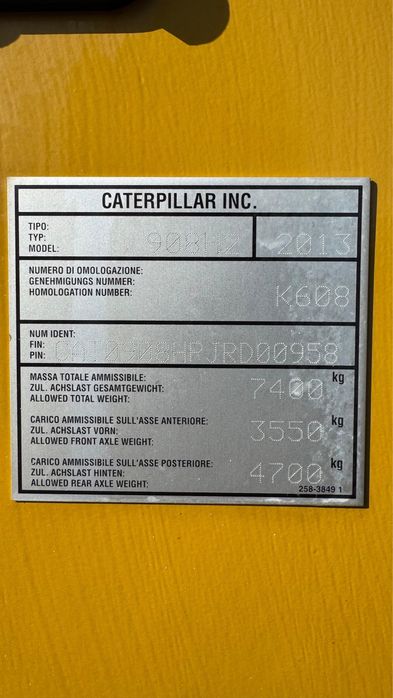 CATERPILLAR INC.
TIPO:
TYP:
MODEL: 908H2 2013
NUMERO DI OMOLOGAZIONE:
GENEHMIGUNGS NUMMER:
HOMOLOGATION NUMBER: K608
NUM IDENT:
FIN:
PIN: CAT0908HPJRD00958
MASSA TOTALE AMMISSIBILE: kg
ZUL. ACHSLAST GESAMTGEWICHT: 7400
ALLOWED TOTAL WEIGHT:
CARICO AMMISSIBILE SULL'ASSE ANTERIORE: kg
ZUL. ACHSLAST VORN: 3550
ALLOWED FRONT AXLE WEIGHT:
CARICO AMMISSIBILE SULL'ASSE POSTERIORE: kg
ZUL. ACHSLAST HINTEN: 4700
ALLOWED REAR AXLE WEIGHT:
258-3849 1